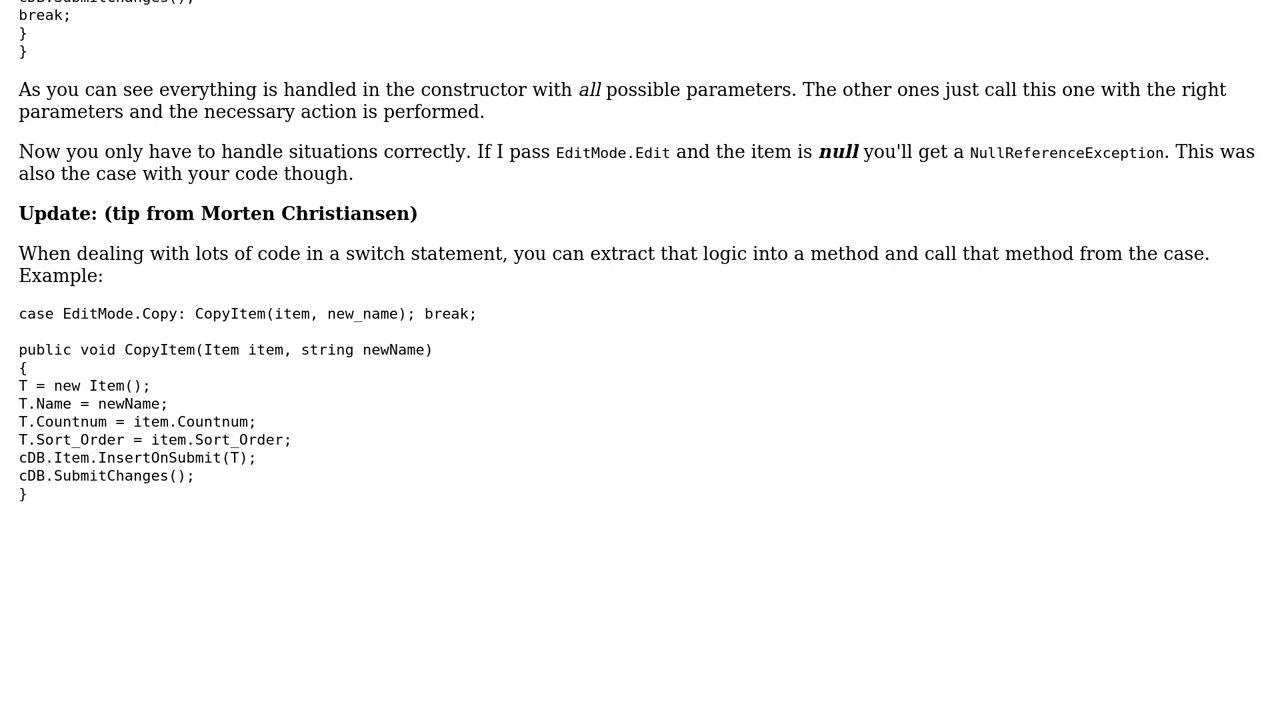 cDB.SubmitChanges();
break;
}
}
As you can see everything is handled in the constructor with all possible parameters. The other ones just call this one with the right
parameters and the necessary action is performed.
Now you only have to handle situations correctly. If I pass EditMode.Edit and the item is null you'll get a NullReferenceException. This was
also the case with your code though.
Update: (tip from Morten Christiansen)
When dealing with lots of code in a switch statement, you can extract that logic into a method and call that method from the case.
Example:
case EditMode.Copy: CopyItem(item, new_name); break;
public void CopyItem(Item item, string newName)
{
T = new Item();
T.Name = newName;
T.Countnum = item.Countnum;
T.Sort_Order = item.Sort_Order;
cDB.Item.InsertOnSubmit(T);
cDB.SubmitChanges();
}